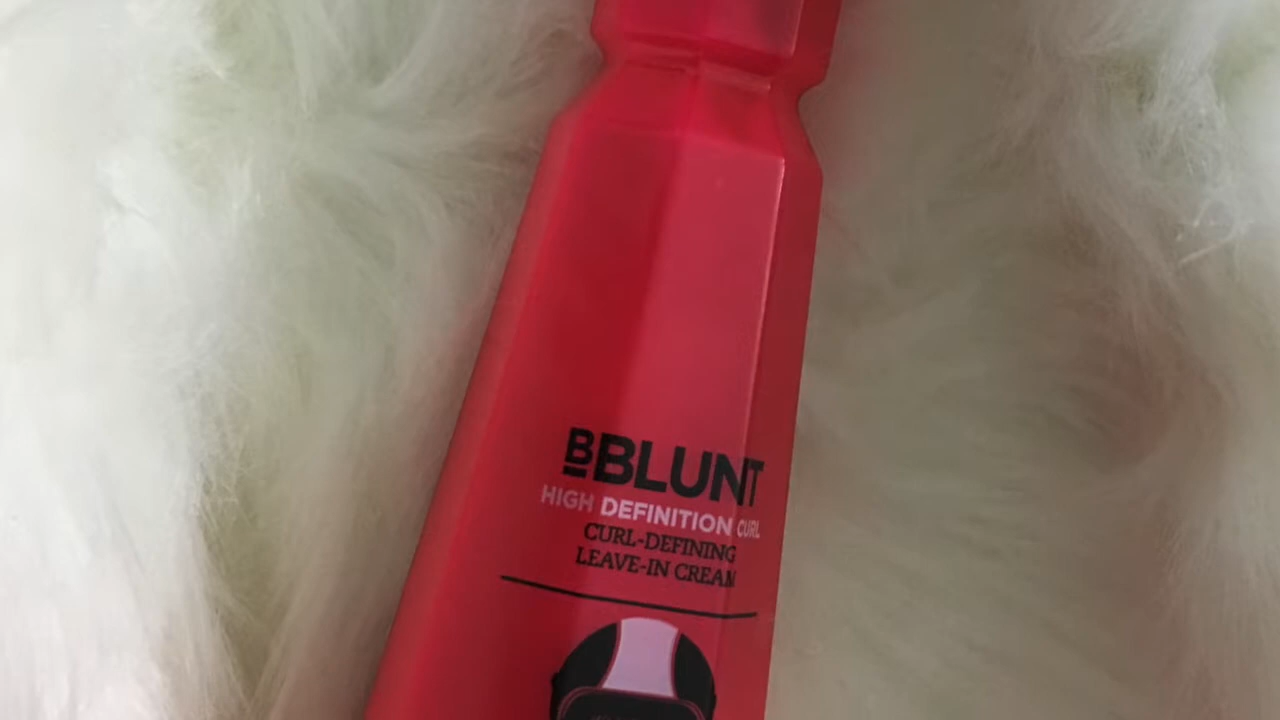 BBLUNT
HIGH DEFINITION CURL
CURL-DEFINING
LEAVE-IN CREAM